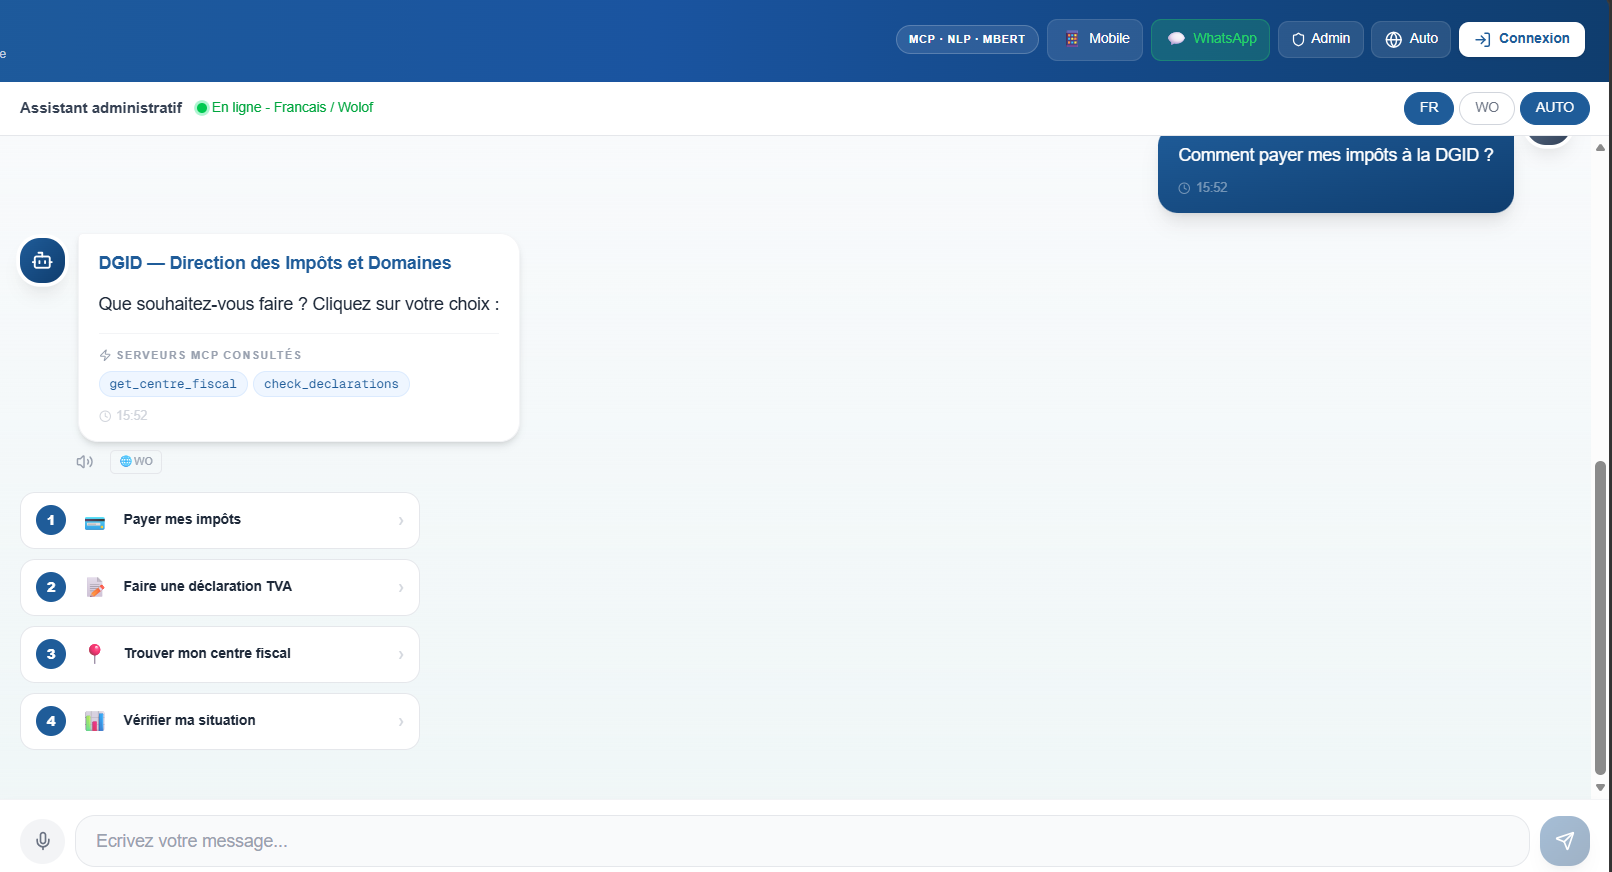 MCP · NLP · MBERT
Mobile
WhatsApp
Admin
Auto
Connexion
e
Assistant administratif
En ligne - Francais / Wolof
FR
WO
AUTO
Comment payer mes impôts à la DGID ?
15:52
DGID — Direction des Impôts et Domaines
Que souhaitez-vous faire ? Cliquez sur votre choix :
SERVEURS MCP CONSULTÉS
get_centre_fiscal
check_declarations
15:52
WO
1 Payer mes impôts
2 Faire une déclaration TVA
3 Trouver mon centre fiscal
4 Vérifier ma situation
Ecrivez votre message...